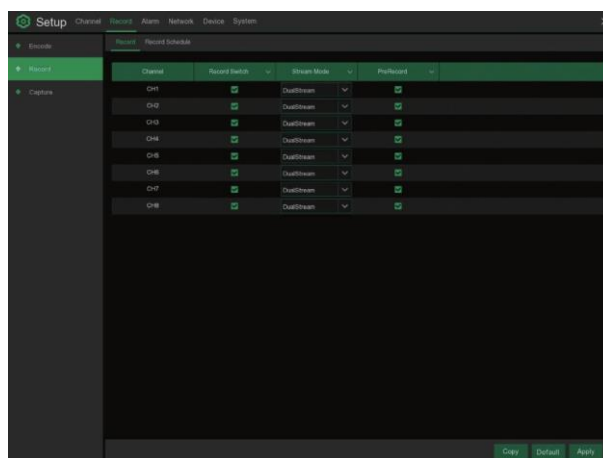 Setup Channel Record Alarm Network Device System
Encode
Record
Capture
Record Record Schedule
Channel Record Switch Stream Mode PreRecord
CH1 DualStream
CH2 DualStream
CH3 DualStream
CH4 DualStream
CH5 DualStream
CH6 DualStream
CH7 DualStream
CH8 DualStream
Copy Default Apply